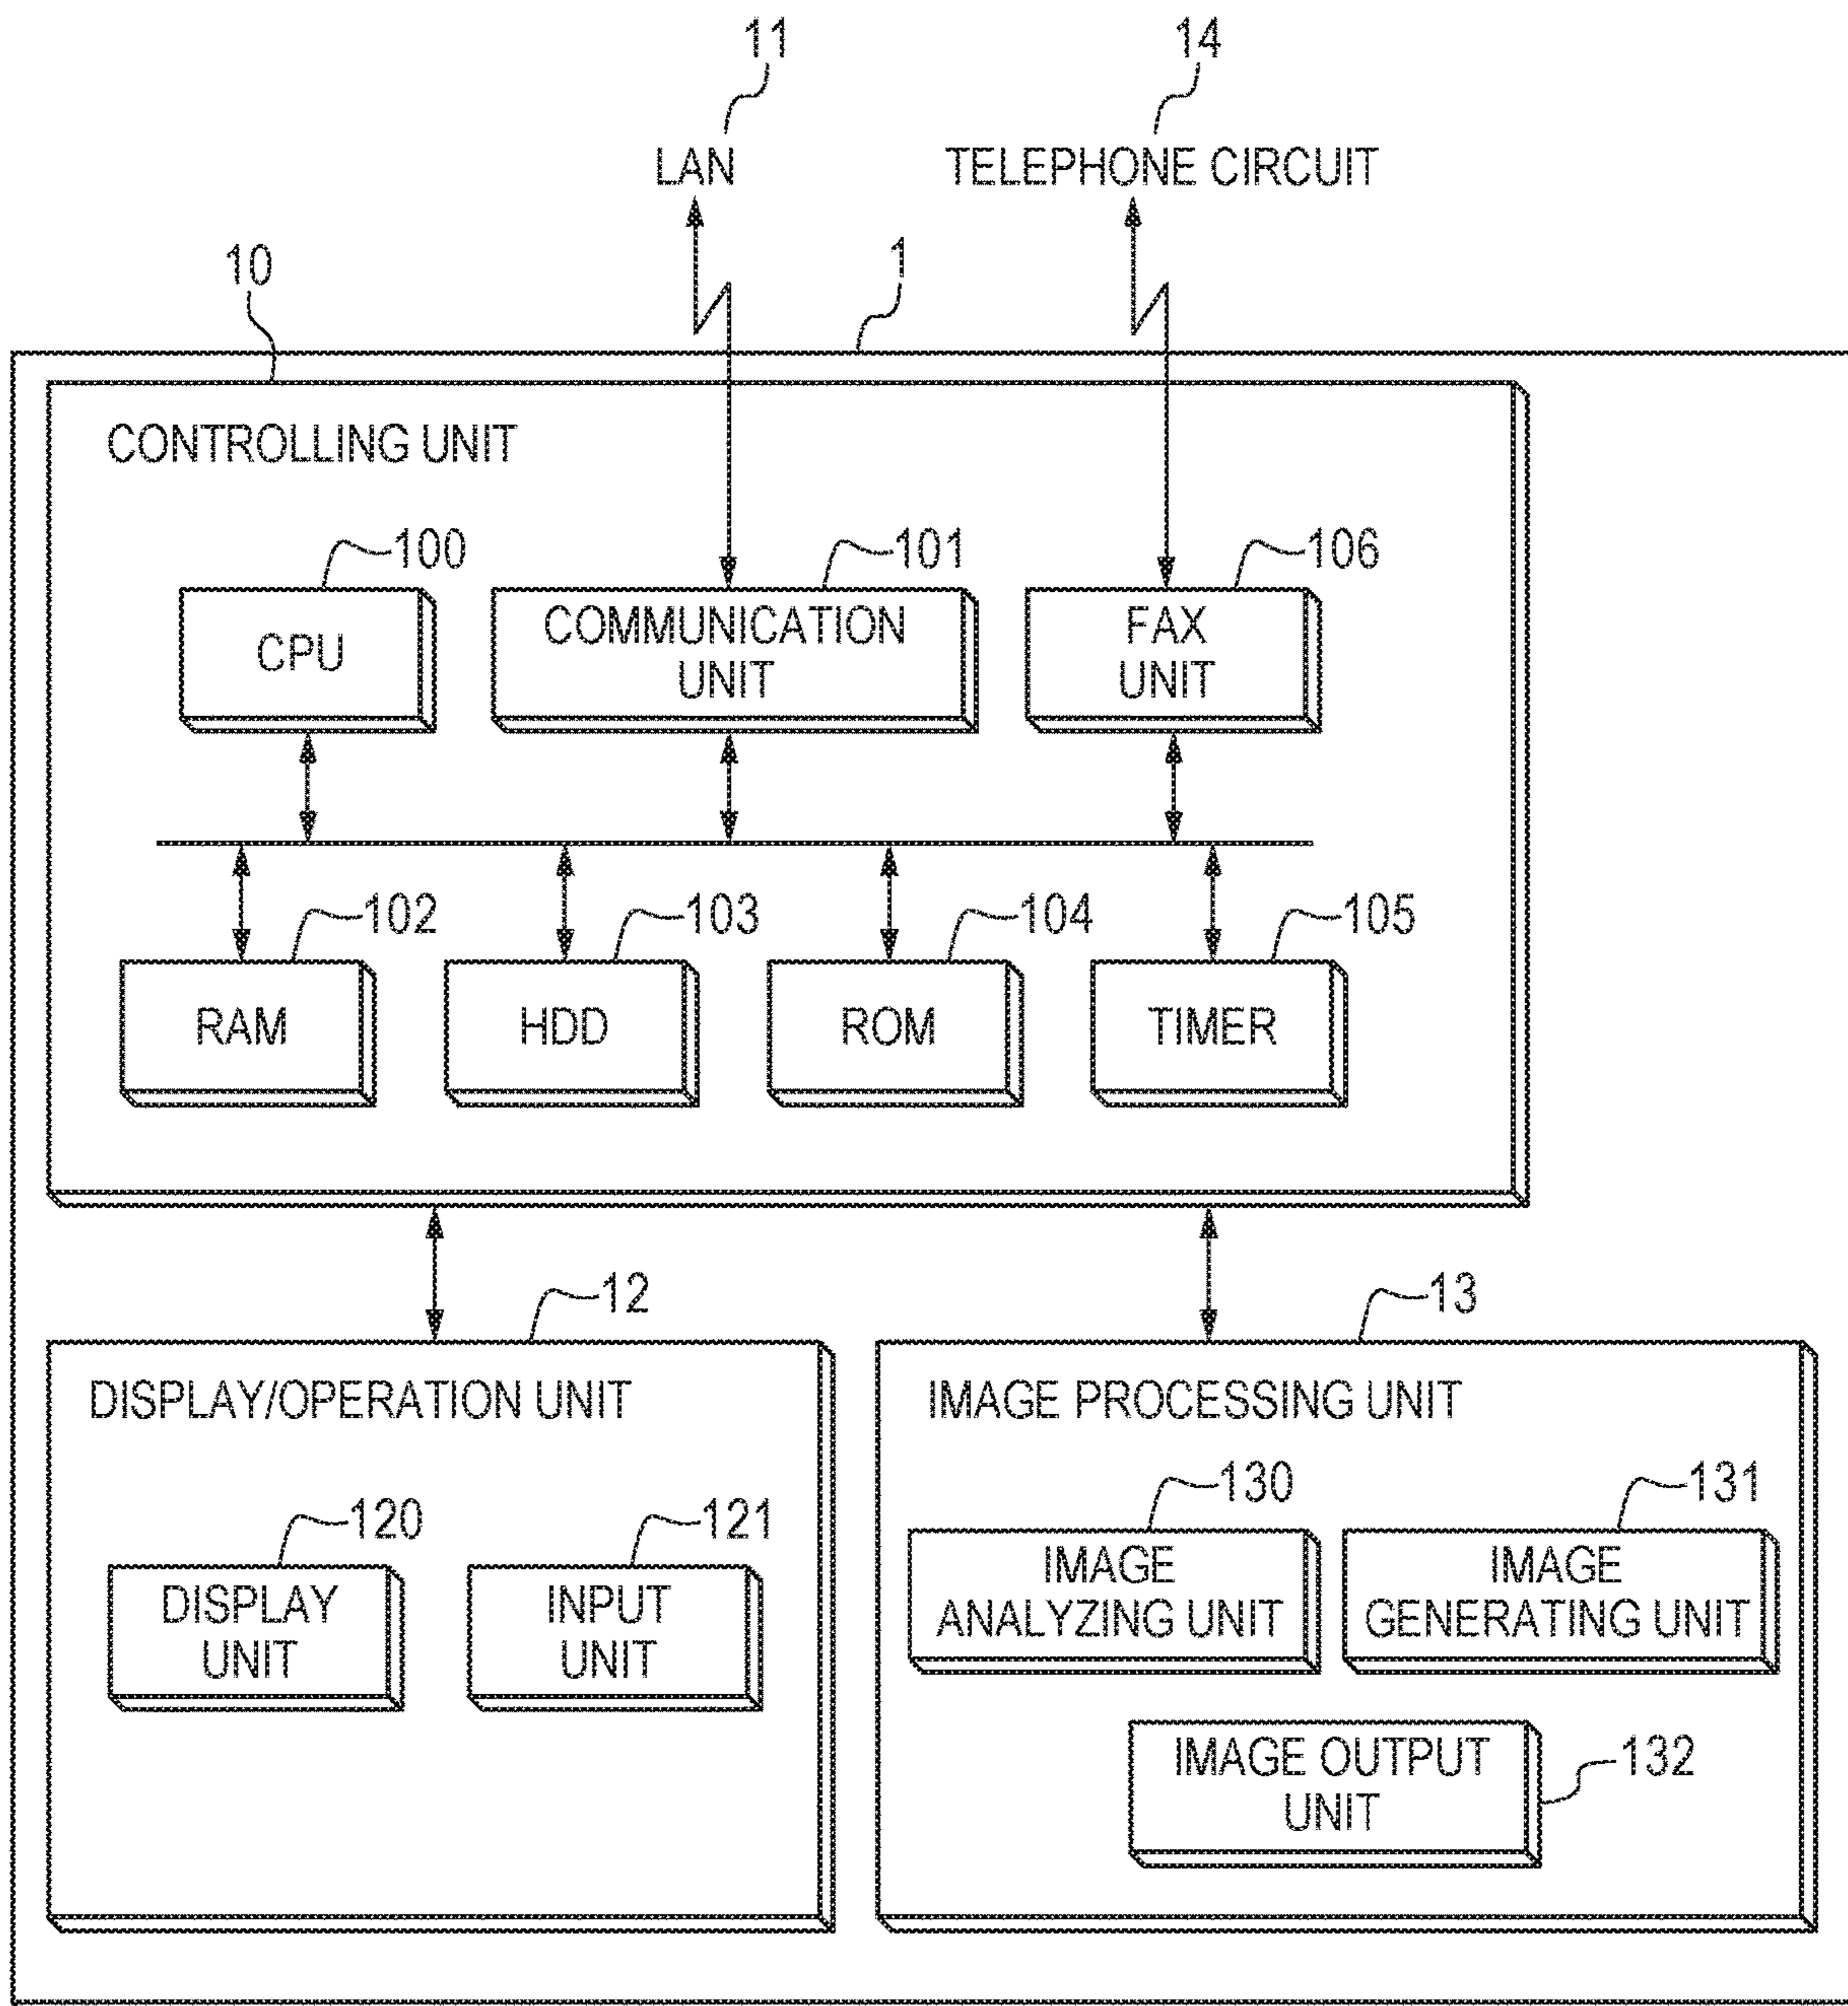 11
14
LAN
TELEPHONE CIRCUIT
10
1
CONTROLLING UNIT
100
101
106
CPU
COMMUNICATION
UNIT
FAX
UNIT
102
103
104
105
RAM
HDD
ROM
TIMER
12
13
DISPLAY/OPERATION UNIT
IMAGE PROCESSING UNIT
120
121
130
131
DISPLAY
UNIT
INPUT
UNIT
IMAGE
ANALYZING UNIT
IMAGE
GENERATING UNIT
IMAGE OUTPUT
UNIT
132